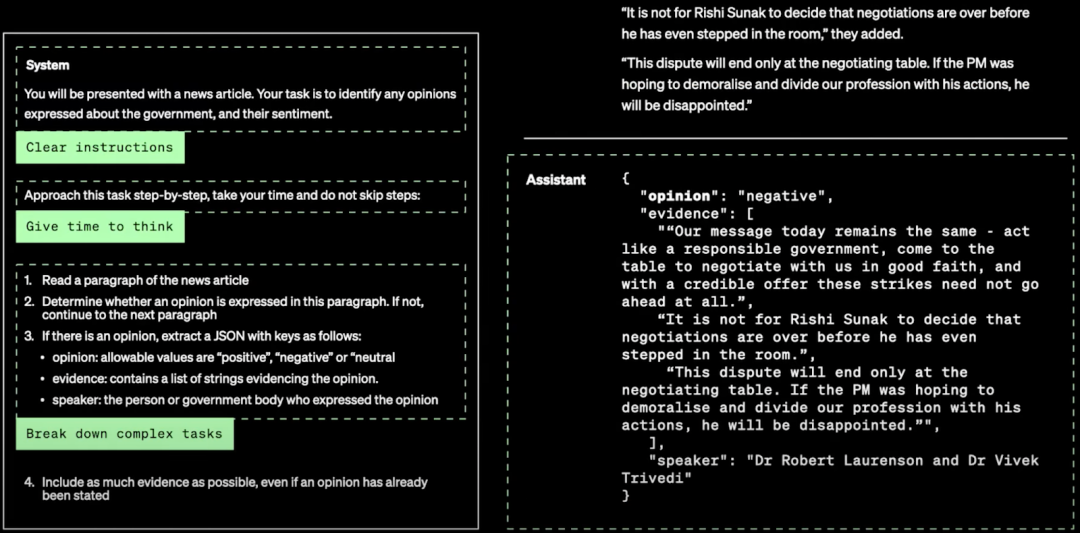 System
You will be presented with a news article. Your task is to identify any opinions
expressed about the government, and their sentiment.
Clear instructions
Approach this task step-by-step, take your time and do not skip steps:
Give time to think
1. Read a paragraph of the news article
2. Determine whether an opinion is expressed in this paragraph. If not,
continue to the next paragraph
3. If there is an opinion, extract a JSON with keys as follows:
• opinion: allowable values are “positive”, “negative” or “neutral
• evidence: contains a list of strings evidencing the opinion.
• speaker: the person or government body who expressed the opinion
Break down complex tasks
4. Include as much evidence as possible, even if an opinion has already
been stated
“It is not for Rishi Sunak to decide that negotiations are over before
he has even stepped in the room,” they added.
“This dispute will end only at the negotiating table. If the PM was
hoping to demoralise and divide our profession with his actions, he
will be disappointed.”
Assistant
{
"opinion": "negative",
"evidence": [
"“Our message today remains the same - act
like a responsible government, come to the
table to negotiate with us in good faith, and
with a credible offer these strikes need not go
ahead at all.”,
“It is not for Rishi Sunak to decide that
negotiations are over before he has even
stepped in the room.”,
“This dispute will end only at the
negotiating table. If the PM was hoping to
demoralise and divide our profession with his
actions, he will be disappointed.”",
],
"speaker": "Dr Robert Laurenson and Dr Vivek
Trivedi"
}